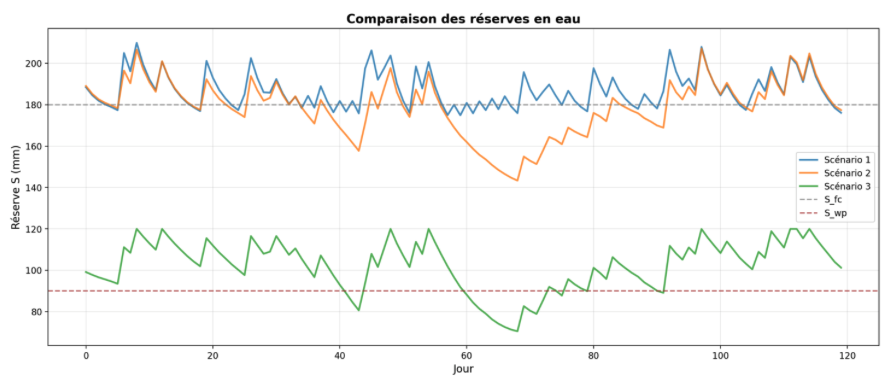 Comparaison des réserves en eau
Réserve S (mm)
200
180
160
140
120
100
80
0
20
40
60
80
100
120
Jour
Scénario 1
Scénario 2
Scénario 3
S_fc
S_wp